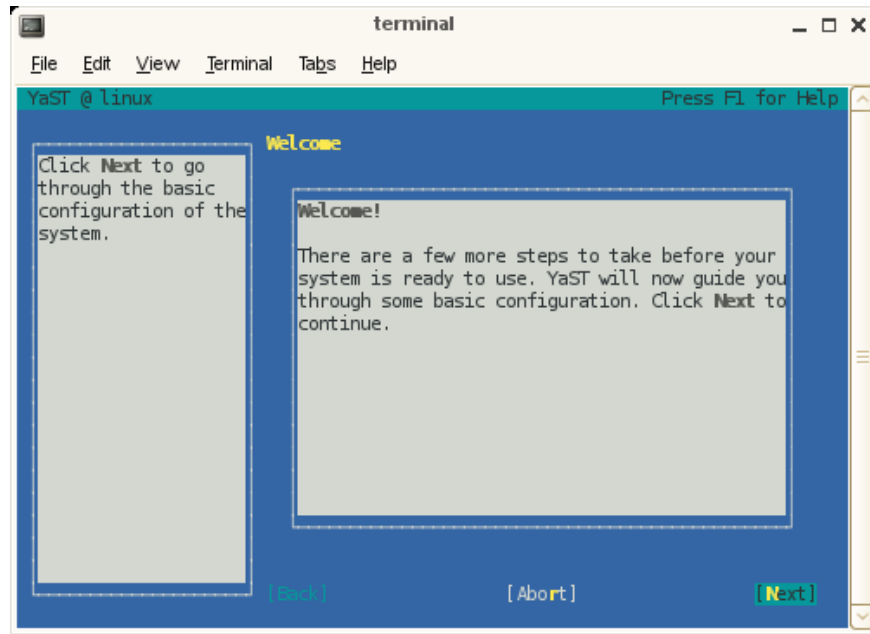 terminal
File Edit View Terminal Tabs Help
YaST @ linux Press F1 for Help
Welcome
Click Next to go
through the basic
configuration of the
system.
Welcome!
There are a few more steps to take before your
system is ready to use. YaST will now guide you
through some basic configuration. Click Next to
continue.
[Back] [Abort] [Next]